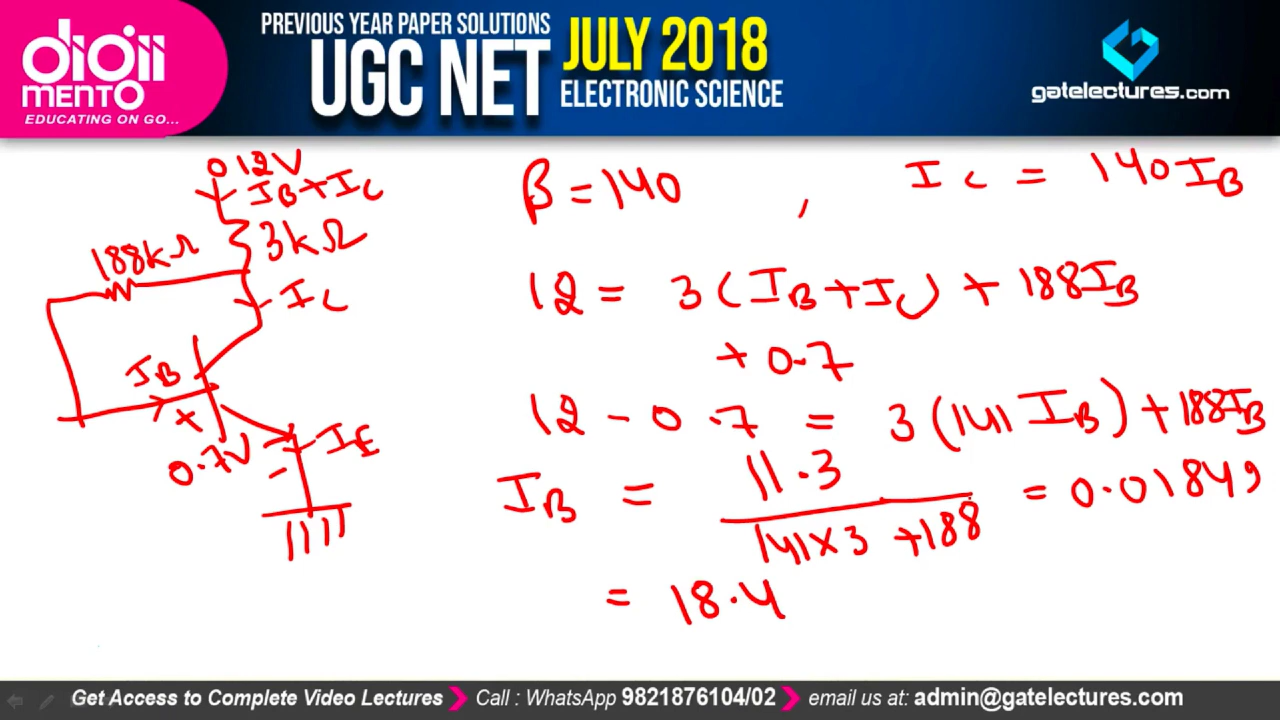 digii
mento
EDUCATING ON GO...
PREVIOUS YEAR PAPER SOLUTIONS
UGC NET
JULY 2018
ELECTRONIC SCIENCE
gatelectures.com
12V
IB+IC
3kΩ
188kΩ
IC
IB
+
0.7V
-
IE
β = 140 , IC = 140IB
12 = 3(IB+IC) + 188IB
+ 0.7
12 - 0.7 = 3(141IB) + 188IB
IB = 11.3 / 141×3 +188 = 0.01849
= 18.4
Get Access to Complete Video Lectures
Call : WhatsApp 9821876104/02
email us at: admin@gatelectures.com